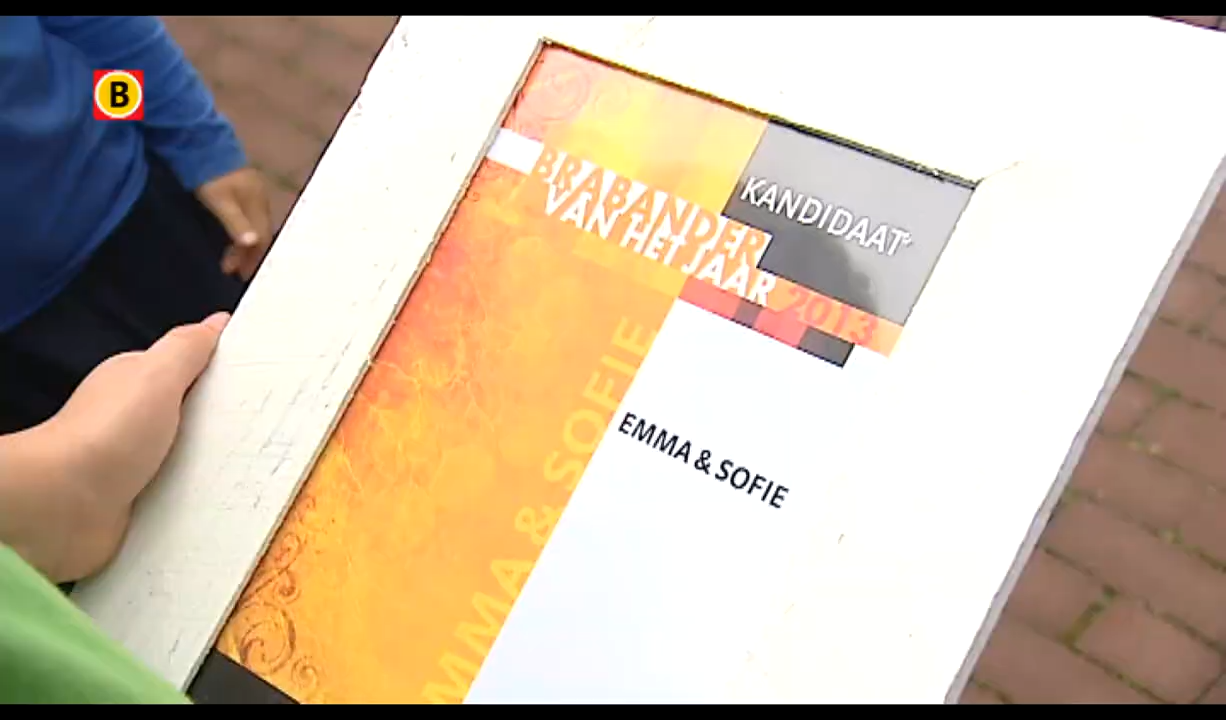 B
KANDIDAAT
BRABANDER
VAN HET JAAR 2013
EMMA & SOFIE
EMMA & SOFIE